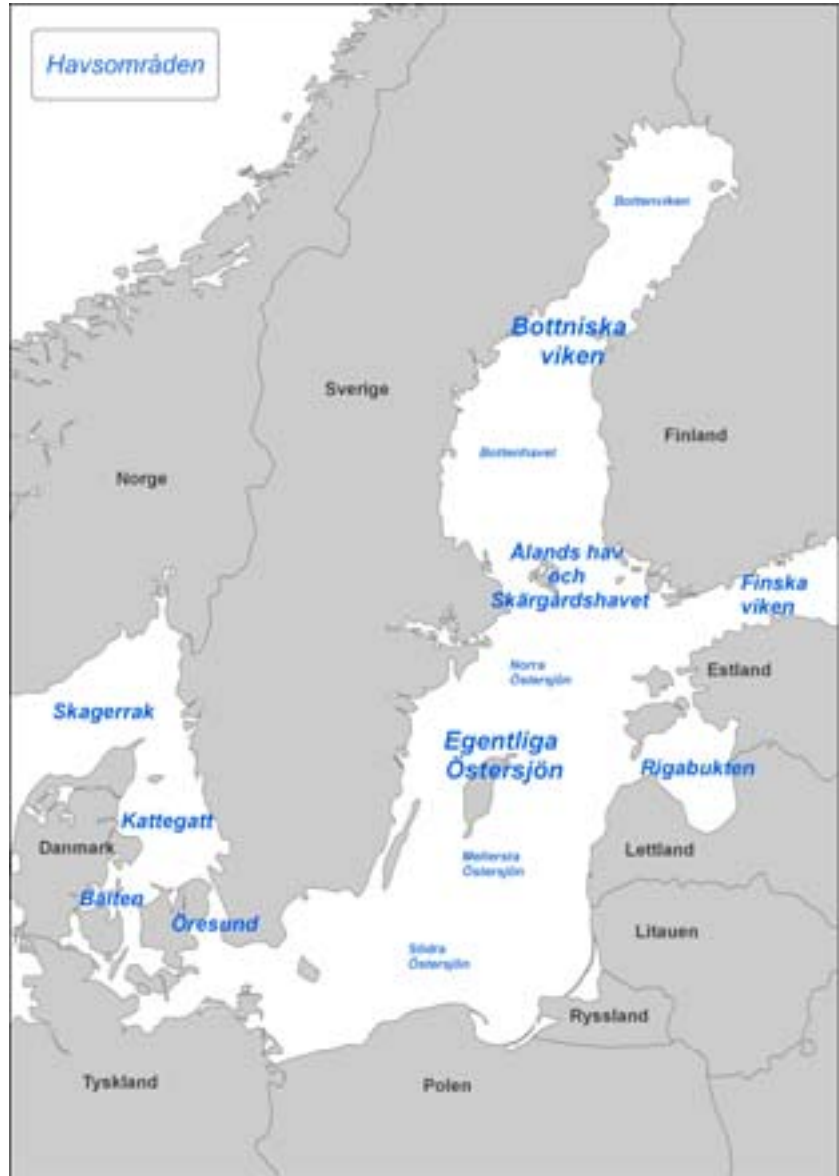 Havsområden
Bottenviken
Bottniska
viken
Sverige
Finland
Bottenhavet
Norge
Ålands hav
och
Skärgårdshavet
Finska
viken
Norra
Östersjön
Estland
Skagerrak
Egentliga
Östersjön
Rigabukten
Kattegatt
Danmark
Lettland
Mellersta
Östersjön
Bälten
Öresund
Litauen
Södra
Östersjön
Ryssland
Tyskland
Polen